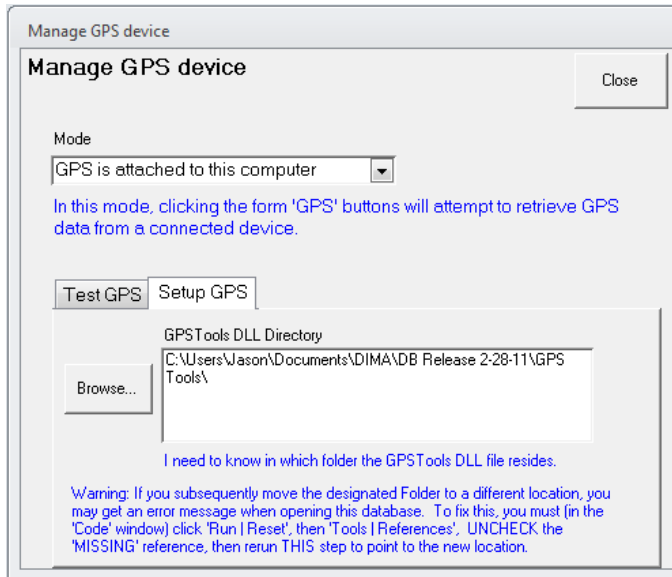 Manage GPS device
Manage GPS device
Close
Mode
GPS is attached to this computer
In this mode, clicking the form 'GPS' buttons will attempt to retrieve GPS
data from a connected device.
Test GPS
Setup GPS
GPSTools DLL Directory
Browse...
C:\Users\Jason\Documents\DIMA\DB Release 2-28-11\GPS
Tools\
I need to know in which folder the GPSTools DLL file resides.
Warning: If you subsequently move the designated Folder to a different location, you
may get an error message when opening this database.  To fix this, you must (in the
'Code' window) click 'Run | Reset', then 'Tools | References',  UNCHECK the
'MISSING' reference, then rerun THIS step to point to the new location.